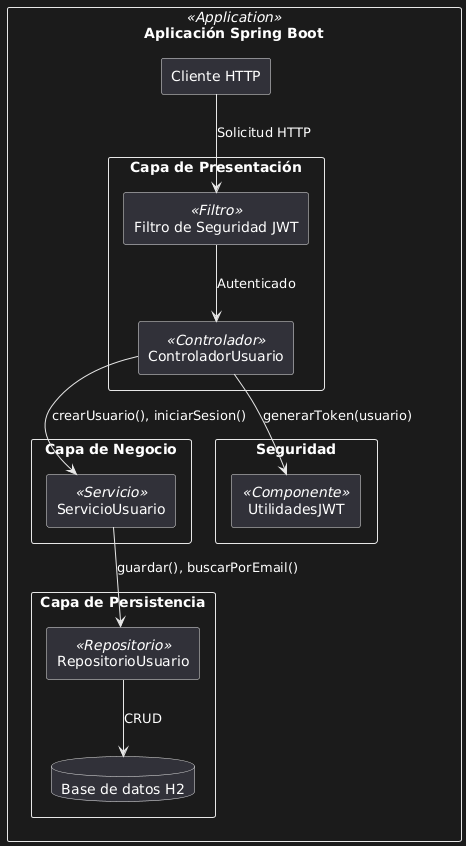 «Application»
Aplicación Spring Boot
Cliente HTTP
Solicitud HTTP
Capa de Presentación
«Filtro»
Filtro de Seguridad JWT
Autenticado
«Controlador»
ControladorUsuario
crearUsuario(), iniciarSesion()
generarToken(usuario)
Capa de Negocio
«Servicio»
ServicioUsuario
Seguridad
«Componente»
UtilidadesJWT
guardar(), buscarPorEmail()
Capa de Persistencia
«Repositorio»
RepositorioUsuario
CRUD
Base de datos H2